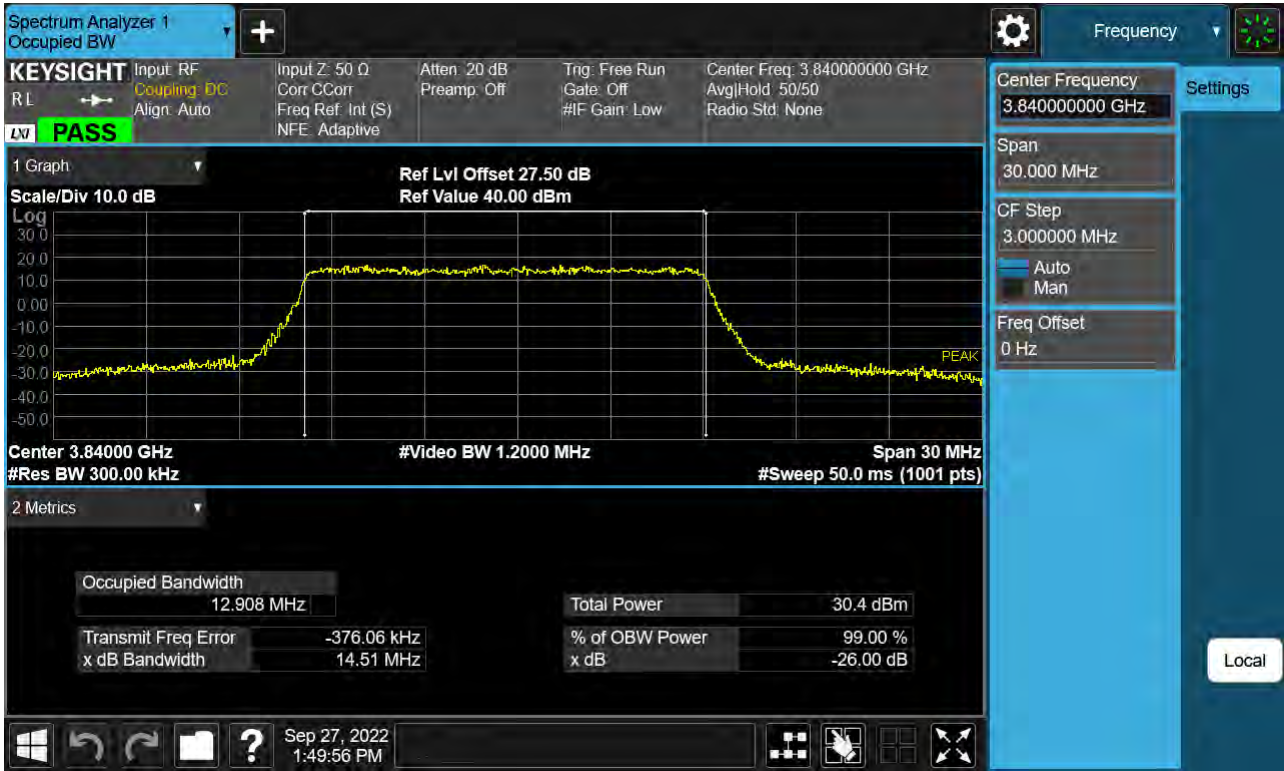 Spectrum Analyzer 1
Occupied BW
Frequency
KEYSIGHT
Input: RF
Coupling: DC
Align: Auto
Input Z: 50 Ω
Corr CCorr
Freq Ref: Int (S)
NFE: Adaptive
Atten: 20 dB
Preamp: Off
Trig: Free Run
Gate: Off
#IF Gain: Low
Center Freq: 3.840000000 GHz
Avg|Hold: 50/50
Radio Std: None
R L
LXI
PASS
1 Graph
Scale/Div 10.0 dB
Ref Lvl Offset 27.50 dB
Ref Value 40.00 dBm
Log
30.0
20.0
10.0
0.00
-10.0
-20.0
-30.0
-40.0
-50.0
PEAK
Center 3.84000 GHz
#Video BW 1.2000 MHz
Span 30 MHz
#Res BW 300.00 kHz
#Sweep 50.0 ms (1001 pts)
2 Metrics
Occupied Bandwidth
12.908 MHz
Total Power 30.4 dBm
Transmit Freq Error -376.06 kHz
% of OBW Power 99.00 %
x dB Bandwidth 14.51 MHz
x dB -26.00 dB
Sep 27, 2022
1:49:56 PM
Center Frequency
3.840000000 GHz
Settings
Span
30.000 MHz
CF Step
3.000000 MHz
Auto
Man
Freq Offset
0 Hz
Local